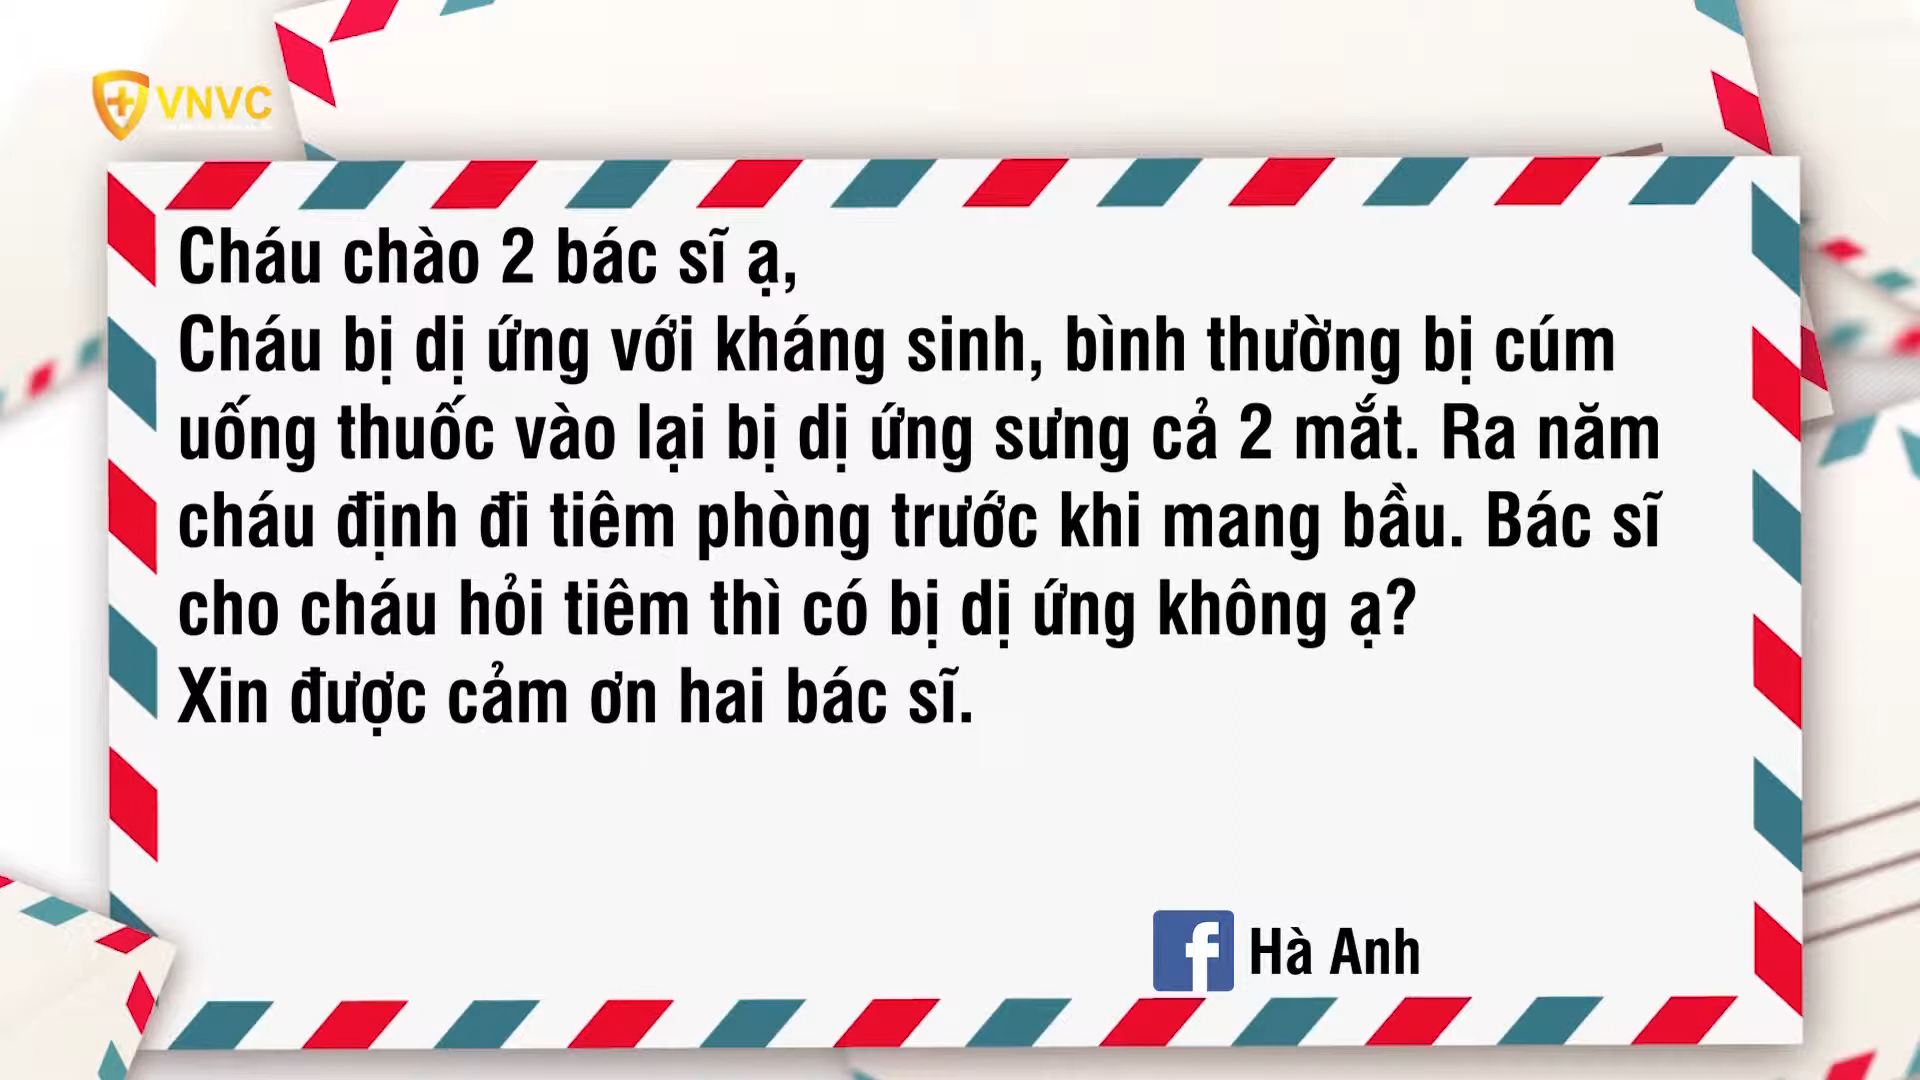 VNVC
Cháu chào 2 bác sĩ ạ,
Cháu bị dị ứng với kháng sinh, bình thường bị cúm
uống thuốc vào lại bị dị ứng sưng cả 2 mắt. Ra năm
cháu định đi tiêm phòng trước khi mang bầu. Bác sĩ
cho cháu hỏi tiêm thì có bị dị ứng không ạ?
Xin được cảm ơn hai bác sĩ.
f Hà Anh